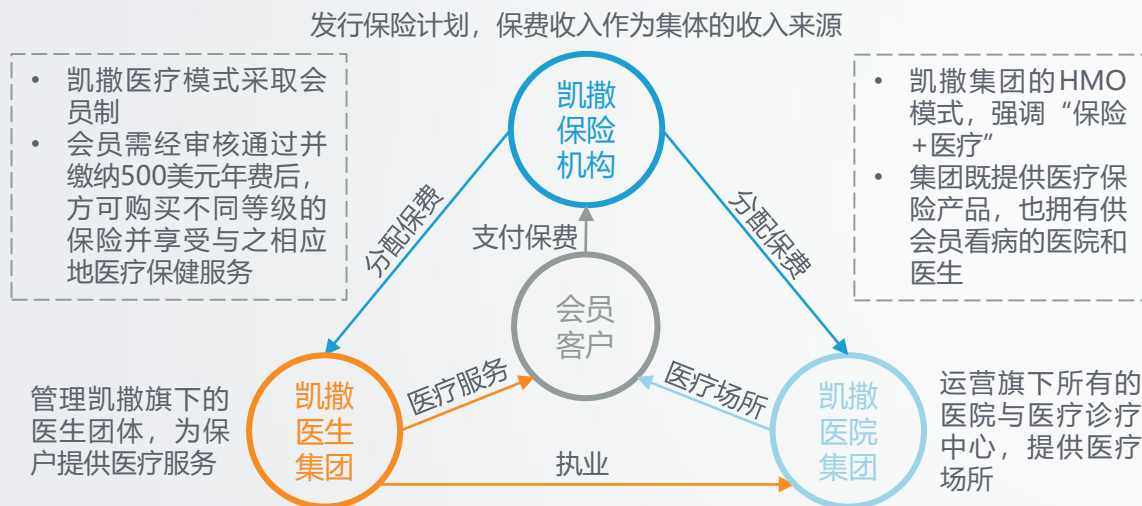 发行保险计划，保费收入作为集体的收入来源
• 凯撒医疗模式采取会
员制
• 会员需经审核通过并
缴纳500美元年费后，
方可购买不同等级的
保险并享受与之相应
地医疗保健服务
凯撒
保险
机构
• 凯撒集团的HMO
模式，强调“保险
+医疗”
• 集团既提供医疗保
险产品，也拥有供
会员看病的医院和
医生
分配保费
支付保费
分配保费
会员
客户
医疗服务
医疗场所
管理凯撒旗下的
医生团体，为保
户提供医疗服务
凯撒
医生
集团
执业
凯撒
医院
集团
运营旗下所有的
医院与医疗诊疗
中心，提供医疗
场所